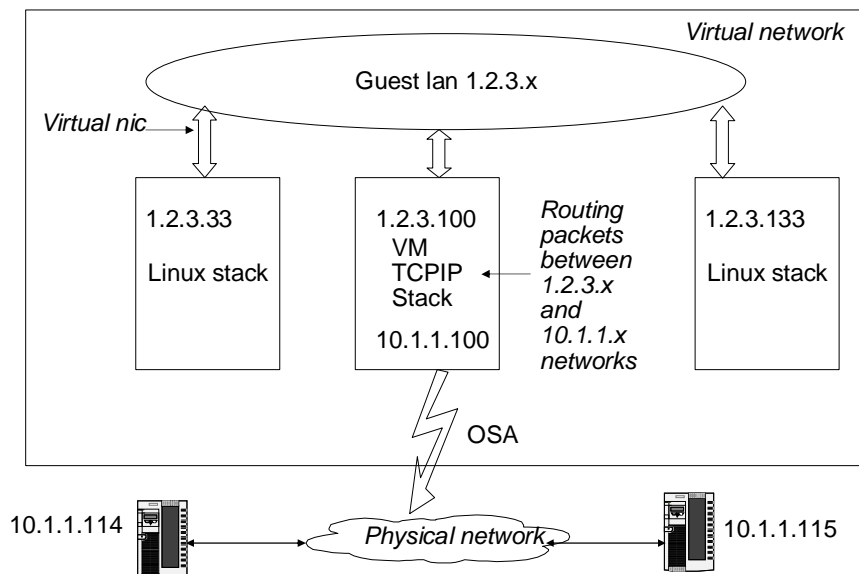 Virtual network
Guest lan 1.2.3.x
Virtual nic
1.2.3.33
Linux stack
1.2.3.100
VM
TCPIP
Stack
10.1.1.100
Routing
packets
between
1.2.3.x
and
10.1.1.x
networks
1.2.3.133
Linux stack
OSA
10.1.1.114
Physical network
10.1.1.115